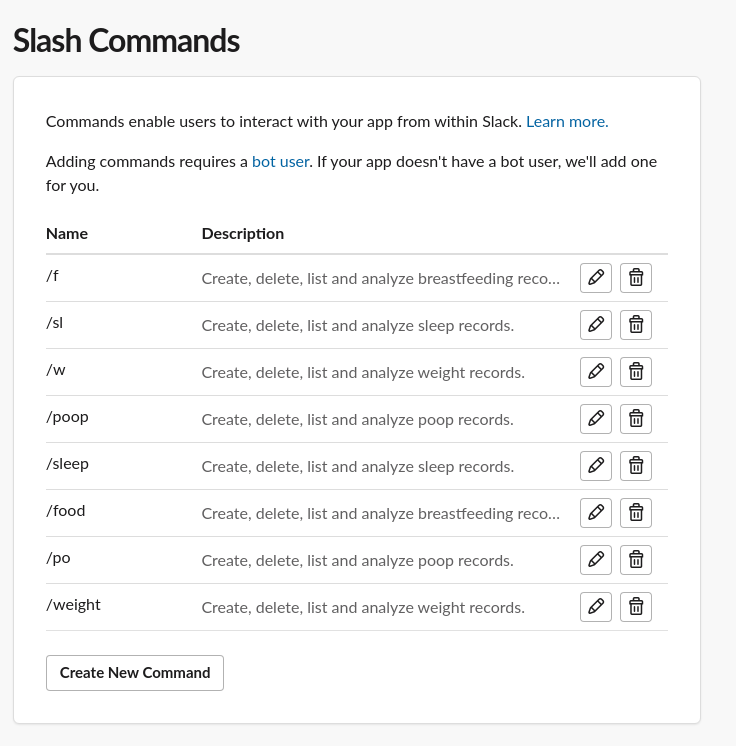 Slash Commands
Commands enable users to interact with your app from within Slack. Learn more.
Adding commands requires a bot user. If your app doesn't have a bot user, we'll add one
for you.
Name Description
/f Create, delete, list and analyze breastfeeding reco...
/sl Create, delete, list and analyze sleep records.
/w Create, delete, list and analyze weight records.
/poop Create, delete, list and analyze poop records.
/sleep Create, delete, list and analyze sleep records.
/food Create, delete, list and analyze breastfeeding reco...
/po Create, delete, list and analyze poop records.
/weight Create, delete, list and analyze weight records.
Create New Command